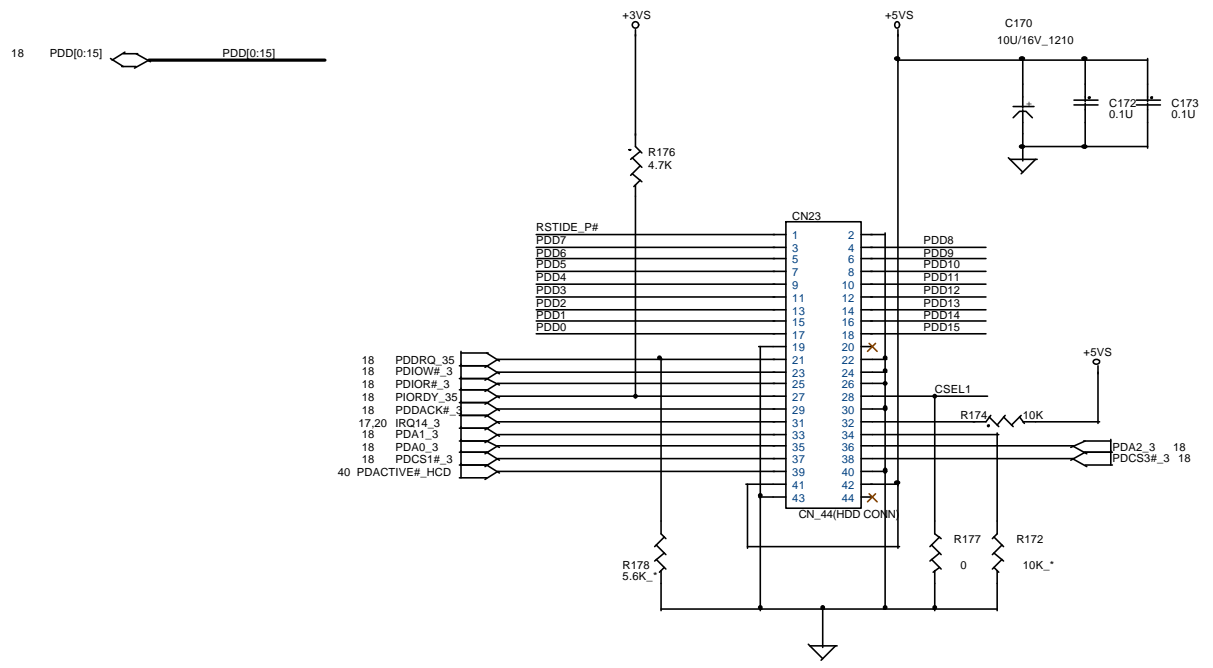 +3VS
+5VS
C170
10U/16V_1210
18 PDD[0:15] PDD[0:15]
C172
0.1U
C173
0.1U
R176
4.7K
CN23
RSTIDE_P# 1 2
PDD7 3 4 PDD8
PDD6 5 6 PDD9
PDD5 7 8 PDD10
PDD4 9 10 PDD11
PDD3 11 12 PDD12
PDD2 13 14 PDD13
PDD1 15 16 PDD14
PDD0 17 18 PDD15
19 20
18 PDDRQ_35 21 22
18 PDIOW#_3 23 24
18 PDIOR#_3 25 26
18 PIORDY_35 27 28 CSEL1
18 PDDACK#_3 29 30
17,20 IRQ14_3 31 32 R174 10K
+5VS
18 PDA1_3 33 34
18 PDA0_3 35 36 PDA2_3 18
18 PDCS1#_3 37 38 PDCS3#_3 18
40 PDACTIVE#_HCD 39 40
41 42
43 44
CN_44(HDD CONN)
R178
5.6K_*
R177
0
R172
10K_*